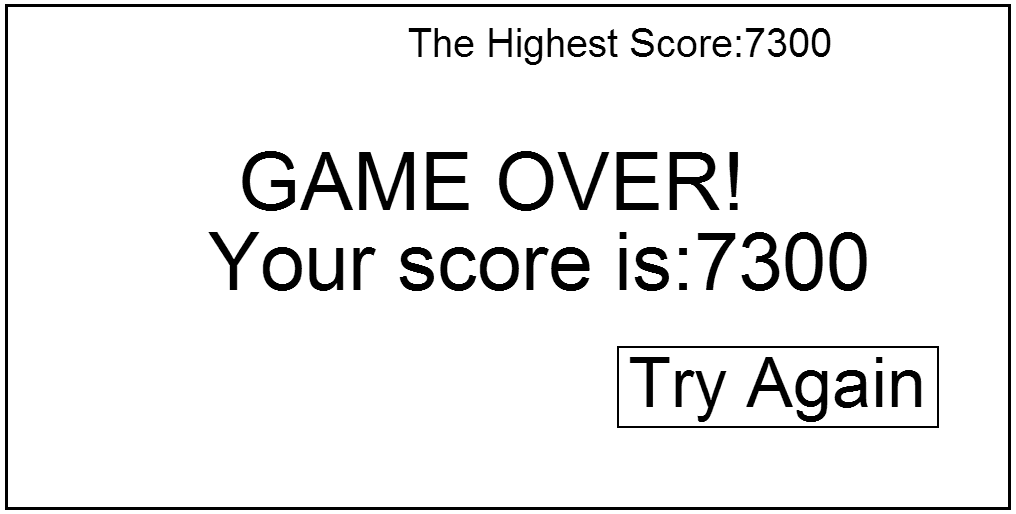 The Highest Score:7300
GAME OVER!
Your score is:7300
Try Again